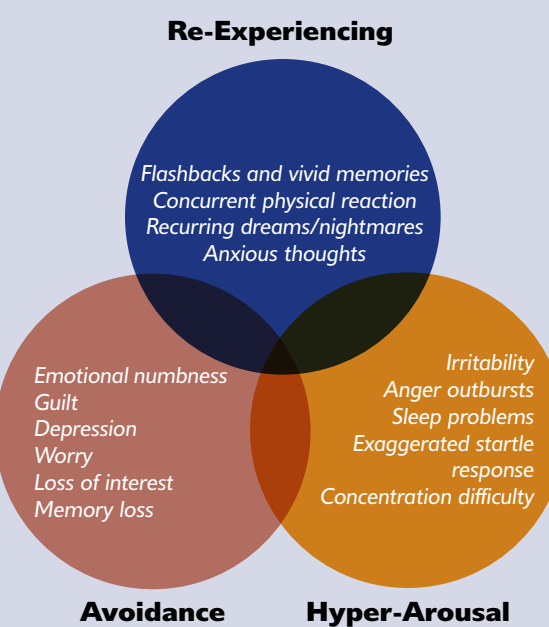 Re-Experiencing
Flashbacks and vivid memories
Concurrent physical reaction
Recurring dreams/nightmares
Anxious thoughts
Emotional numbness
Guilt
Depression
Worry
Loss of interest
Memory loss
Irritability
Anger outbursts
Sleep problems
Exaggerated startle
response
Concentration difficulty
Avoidance
Hyper-Arousal